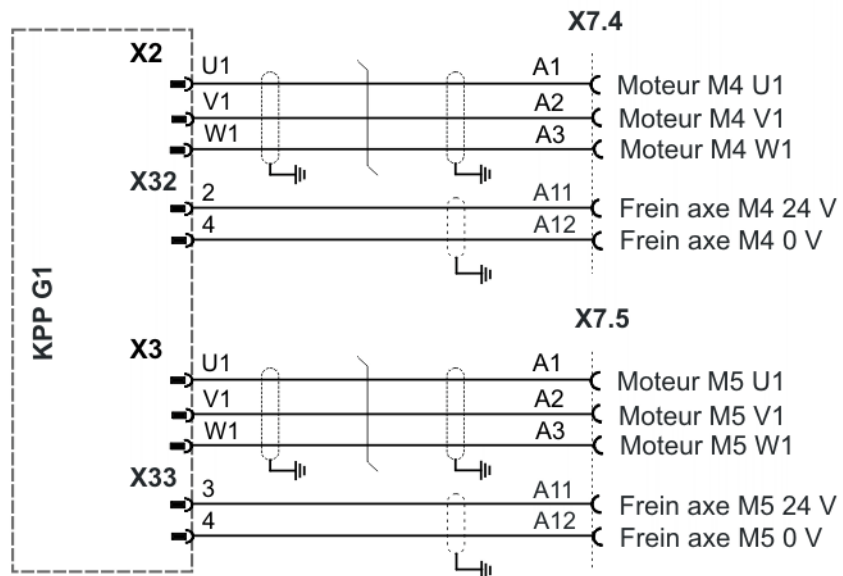 X7.4
X2
U1 A1 Moteur M4 U1
V1 A2 Moteur M4 V1
W1 A3 Moteur M4 W1
X32
2 A11 Frein axe M4 24 V
4 A12 Frein axe M4 0 V
KPP G1
X7.5
X3
U1 A1 Moteur M5 U1
V1 A2 Moteur M5 V1
W1 A3 Moteur M5 W1
X33
3 A11 Frein axe M5 24 V
4 A12 Frein axe M5 0 V